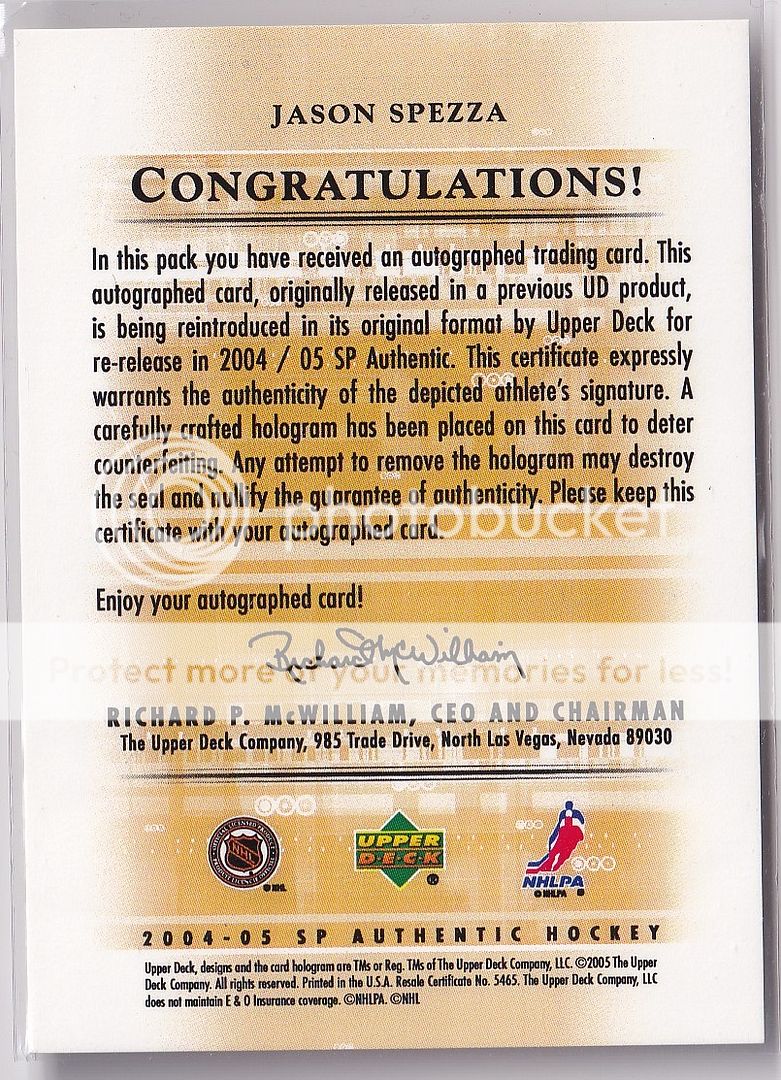 JASON SPEZZA
CONGRATULATIONS!
In this pack you have received an autographed trading card. This
autographed card, originally released in a previous UD product,
is being reintroduced in its original format by Upper Deck for
re-release in 2004 / 05 SP Authentic. This certificate expressly
warrants the authenticity of the depicted athlete's signature. A
carefully crafted hologram has been placed on this card to deter
counterfeiting. Any attempt to remove the hologram may destroy
the seal and nullify the guarantee of authenticity. Please keep this
certificate with your autographed card.
photobucket
Enjoy your autographed card!
Richard McWilliam
Protect more of your memories for less!
RICHARD P. McWILLIAM, CEO AND CHAIRMAN
The Upper Deck Company, 985 Trade Drive, North Las Vegas, Nevada 89030
NHL
©NHL
UPPER
D·E·C·K
NHLPA
©NHLPA
2004-05 SP AUTHENTIC HOCKEY
Upper Deck, designs and the card hologram are TMs or Reg. TMs of The Upper Deck Company, LLC. ©2005 The Upper
Deck Company. All rights reserved. Printed in the U.S.A. Resale Certificate No. 5465. The Upper Deck Company, LLC
does not maintain E & O Insurance coverage. ©NHLPA. ©NHL